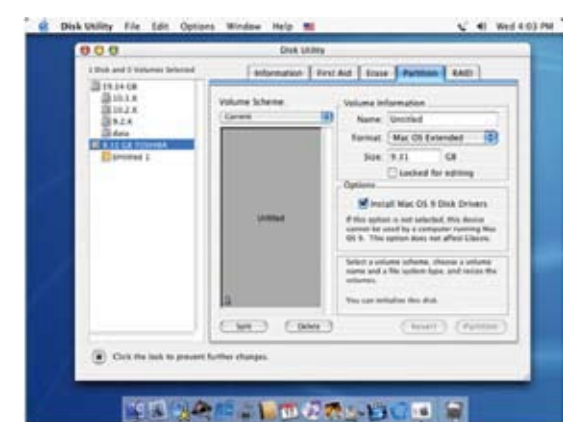 Disk Utility File Edit Options Window Help
Wed 4:03 PM
Disk Utility
1 Disk and 5 Volumes Selected
Information First Aid Erase Partition RAID
19.14 GB
10.1.X
10.2.X
9.2.X
data
9.31 GB TOSHIBA
Untitled 1
Volume Scheme
Current
Untitled
Split Delete
Volume Information
Name: Untitled
Format: Mac OS Extended
Size: 9.31 GB
Locked for editing
Options
Install Mac OS 9 Disk Drivers
If this option is not selected, this device
cannot be used by a computer running Mac
OS 9. This option does not affect Classic.
Select a volume scheme, choose a volume
name and a file system type, and resize the
volumes.
You can initialize this disk.
Revert Partition
Click the lock to prevent further changes.